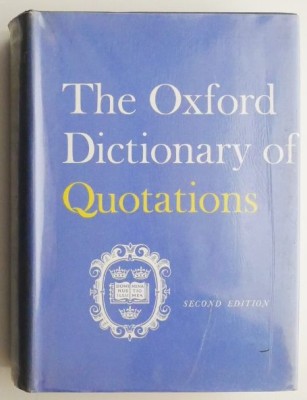 The Oxford
Dictionary of
Quotations
SECOND EDITION